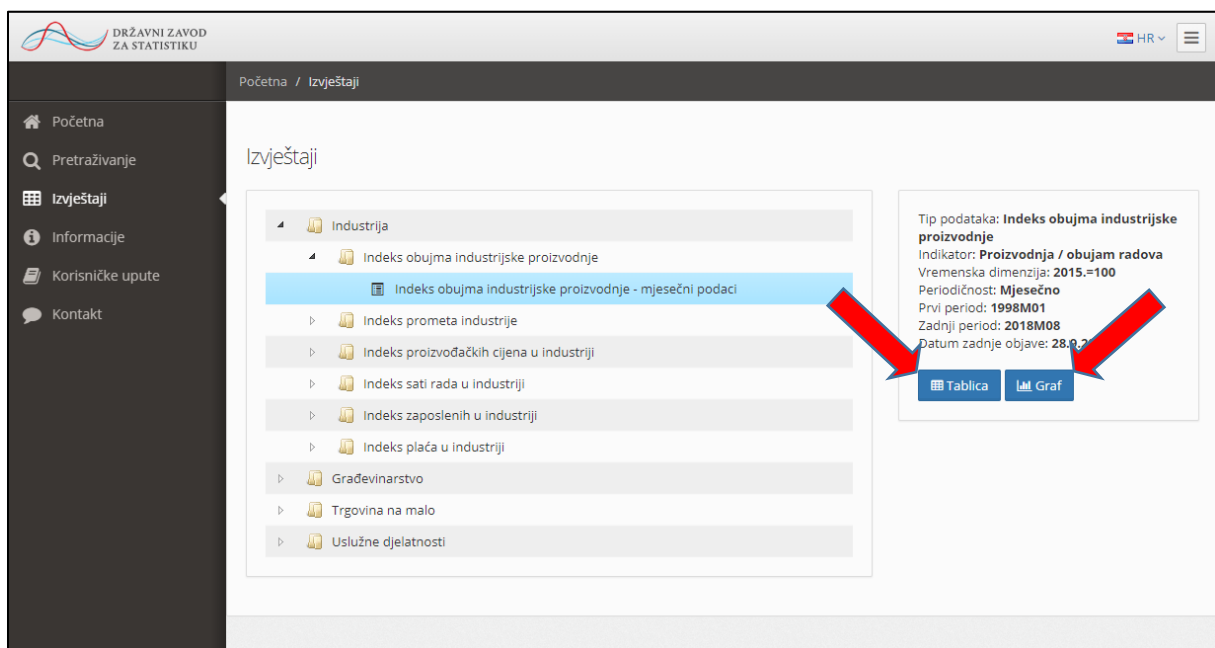 DRŽAVNI ZAVOD
ZA STATISTIKU
HR
Početna / Izvještaji
Početna
Pretraživanje
Izvještaji
Informacije
Korisničke upute
Kontakt
Izvještaji
Industrija
Indeks obujma industrijske proizvodnje
Indeks obujma industrijske proizvodnje - mjesečni podaci
Indeks prometa industrije
Indeks proizvođačkih cijena u industriji
Indeks sati rada u industriji
Indeks zaposlenih u industriji
Indeks plaća u industriji
Građevinarstvo
Trgovina na malo
Uslužne djelatnosti
Tip podataka: Indeks obujma industrijske
proizvodnje
Indikator: Proizvodnja / obujam radova
Vremenska dimenzija: 2015.=100
Periodičnost: Mjesečno
Prvi period: 1998M01
Zadnji period: 2018M08
Datum zadnje objave:
Tablica
Graf